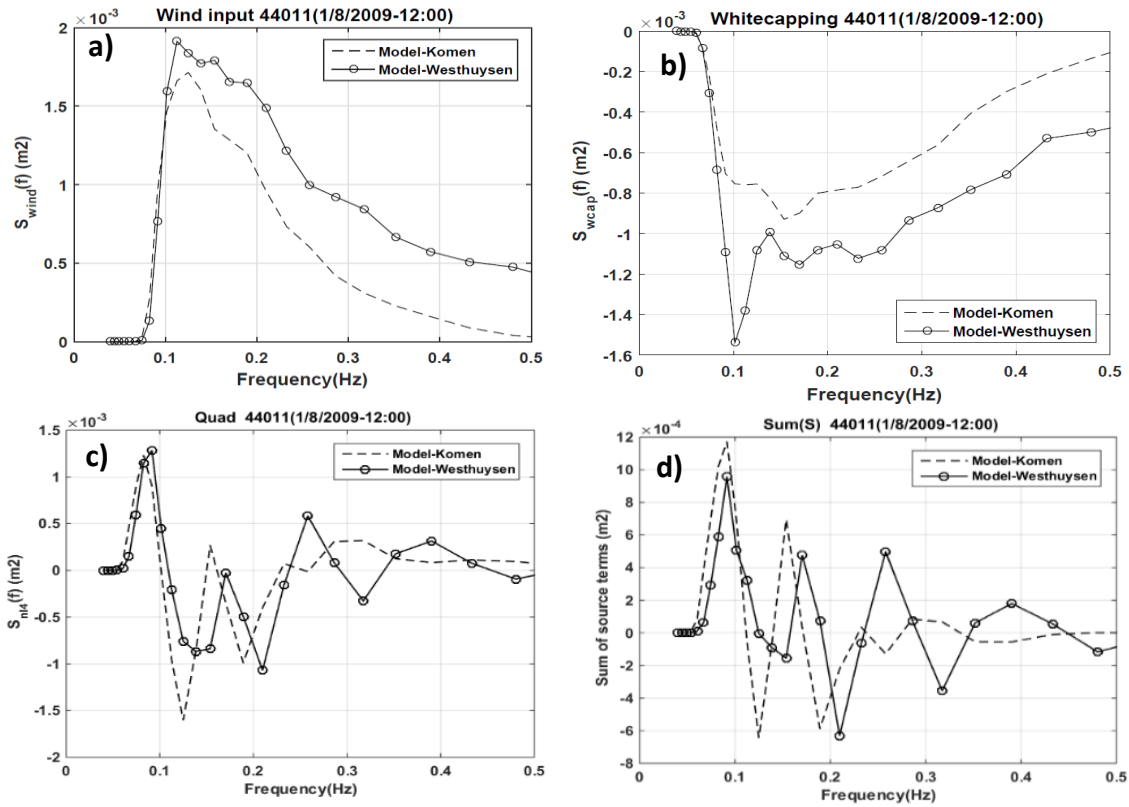 Wind input 44011(1/8/2009-12:00)
× 10-3
a)
Model-Komen
Model-Westhuysen
2
1.5
1
0.5
0
Swind(f) (m2)
0
0.1
0.2
0.3
0.4
0.5
Frequency(Hz)
Whitecapping 44011(1/8/2009-12:00)
× 10-3
b)
0
-0.2
-0.4
-0.6
-0.8
-1
-1.2
-1.4
-1.6
Swcap(f) (m2)
Model-Komen
Model-Westhuysen
0
0.1
0.2
0.3
0.4
0.5
Frequency(Hz)
Quad 44011(1/8/2009-12:00)
× 10-3
c)
Model-Komen
Model-Westhuysen
1.5
1
0.5
0
-0.5
-1
-1.5
-2
Snl4(f) (m2)
0
0.1
0.2
0.3
0.4
0.5
Frequency(Hz)
Sum(S) 44011(1/8/2009-12:00)
× 10-4
d)
Model-Komen
Model-Westhuysen
12
10
8
6
4
2
0
-2
-4
-6
-8
Sum of source terms (m2)
0
0.1
0.2
0.3
0.4
0.5
Frequency(Hz)